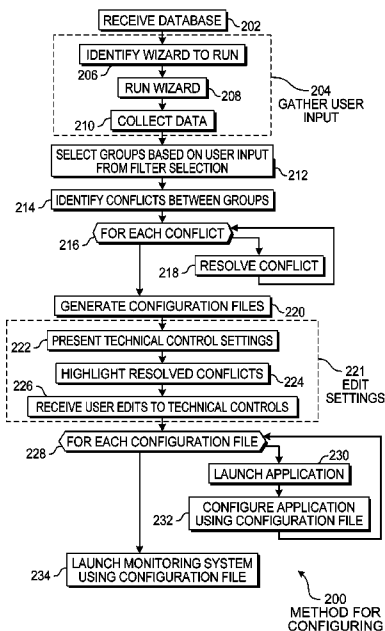 RECEIVE DATABASE
202
IDENTIFY WIZARD TO RUN
206
204
GATHER USER
INPUT
RUN WIZARD
208
210
COLLECT DATA
SELECT GROUPS BASED ON USER INPUT
FROM FILTER SELECTION
212
214
IDENTIFY CONFLICTS BETWEEN GROUPS
FOR EACH CONFLICT
216
218
RESOLVE CONFLICT
GENERATE CONFIGURATION FILES
220
222
PRESENT TECHNICAL CONTROL SETTINGS
221
EDIT
SETTINGS
HIGHLIGHT RESOLVED CONFLICTS
224
226
RECEIVE USER EDITS TO TECHNICAL CONTROLS
FOR EACH CONFIGURATION FILE
228
230
LAUNCH APPLICATION
232
CONFIGURE APPLICATION
USING CONFIGURATION FILE
LAUNCH MONITORING SYSTEM
USING CONFIGURATION FILE
234
200
METHOD FOR
CONFIGURING